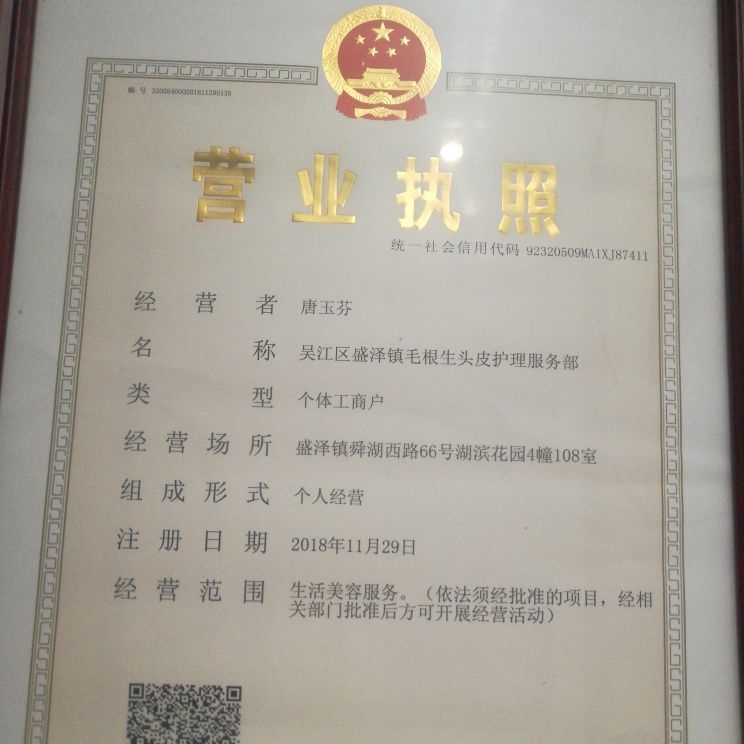 编号 320584000201811290135
营业执照
统一社会信用代码 92320509MA1XJ87411
经营者 唐玉芬
名称 吴江区盛泽镇毛根生头皮护理服务部
类型 个体工商户
经营场所 盛泽镇舜湖西路66号湖滨花园4幢108室
组成形式 个人经营
注册日期 2018年11月29日
经营范围 生活美容服务。（依法须经批准的项目，经相
关部门批准后方可开展经营活动）